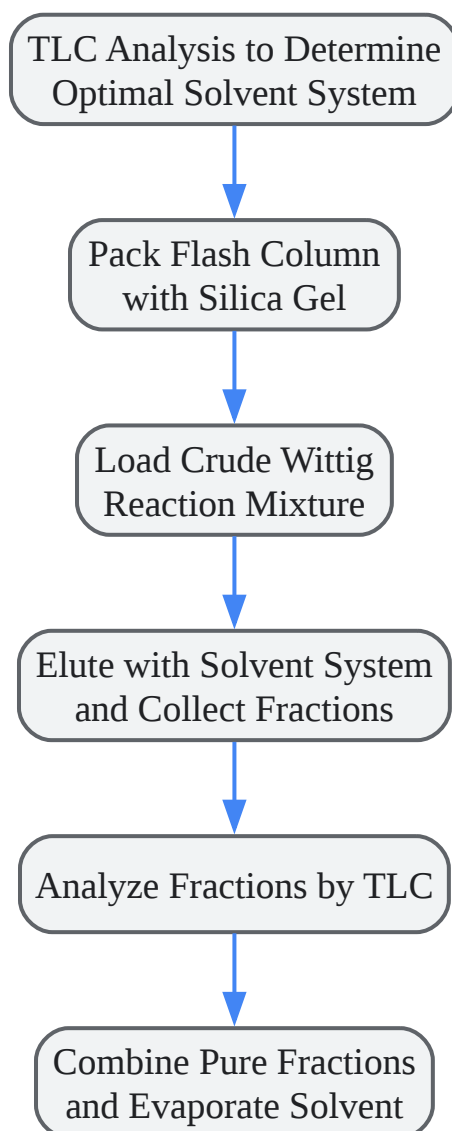 TLC Analysis to Determine
Optimal Solvent System
Pack Flash Column
with Silica Gel
Load Crude Wittig
Reaction Mixture
Elute with Solvent System
and Collect Fractions
Analyze Fractions by TLC
Combine Pure Fractions
and Evaporate Solvent